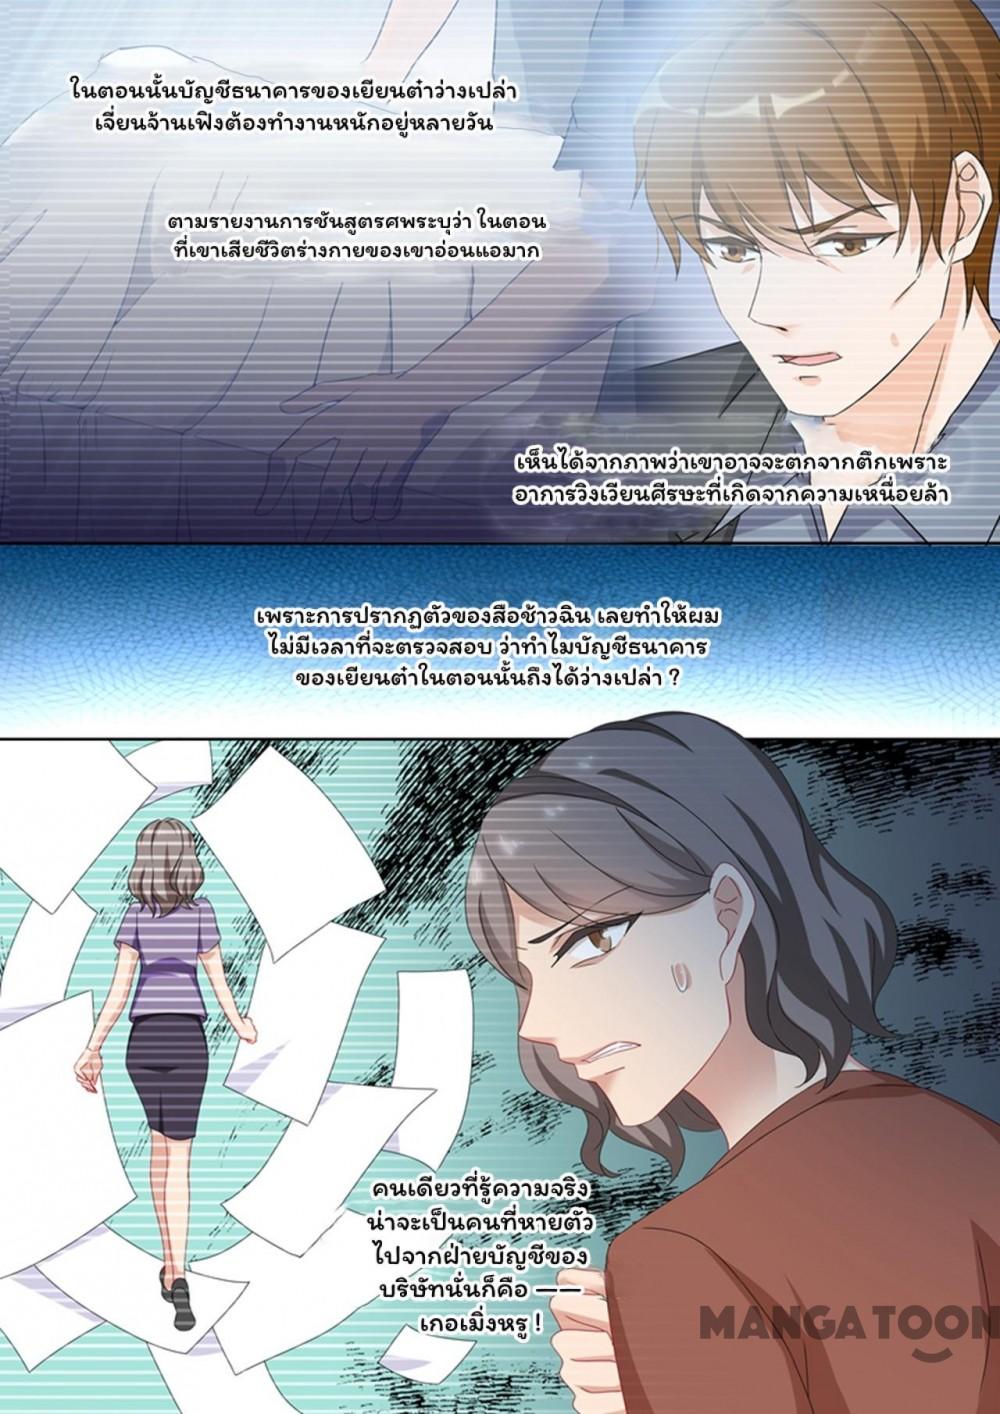 ในตอนนั้นบัญชีธนาคารของเยียนต๋าว่างเปล่า
เจี่ยนจ้านเฟิงต้องทำงานหนักอยู่หลายวัน
ตามรายงานการชันสูตรศพระบุว่า ในตอน
ที่เขาเสียชีวิตร่างกายของเขาอ่อนแอมาก
เห็นได้จากภาพว่าเขาอาจจะตกจากตึกเพราะ
อาการวิงเวียนศีรษะที่เกิดจากความเหนื่อยล้า
เพราะการปรากฏตัวของสือซ้าวฉิน เลยทำให้ผม
ไม่มีเวลาที่จะตรวจสอบ ว่าทำไมบัญชีธนาคาร
ของเยียนต๋าในตอนนั้นถึงได้ว่างเปล่า ?
คนเดียวที่รู้ความจริง
น่าจะเป็นคนที่หายตัว
ไปจากฝ่ายบัญชีของ
บริษัทนั่นก็คือ ——
เกอเมิ่งหรู !
MANGATOON